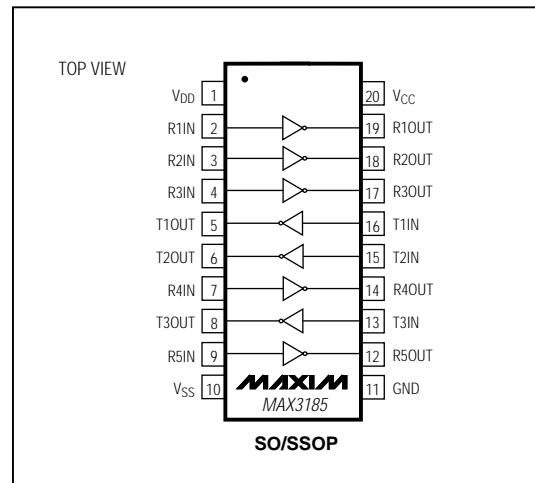 TOP VIEW
VDD 1 20 VCC
R1IN 2 19 R1OUT
R2IN 3 18 R2OUT
R3IN 4 17 R3OUT
T1OUT 5 16 T1IN
T2OUT 6 15 T2IN
R4IN 7 14 R4OUT
T3OUT 8 13 T3IN
R5IN 9 12 R5OUT
VSS 10 MAXIM 11 GND
MAX3185
SO/SSOP